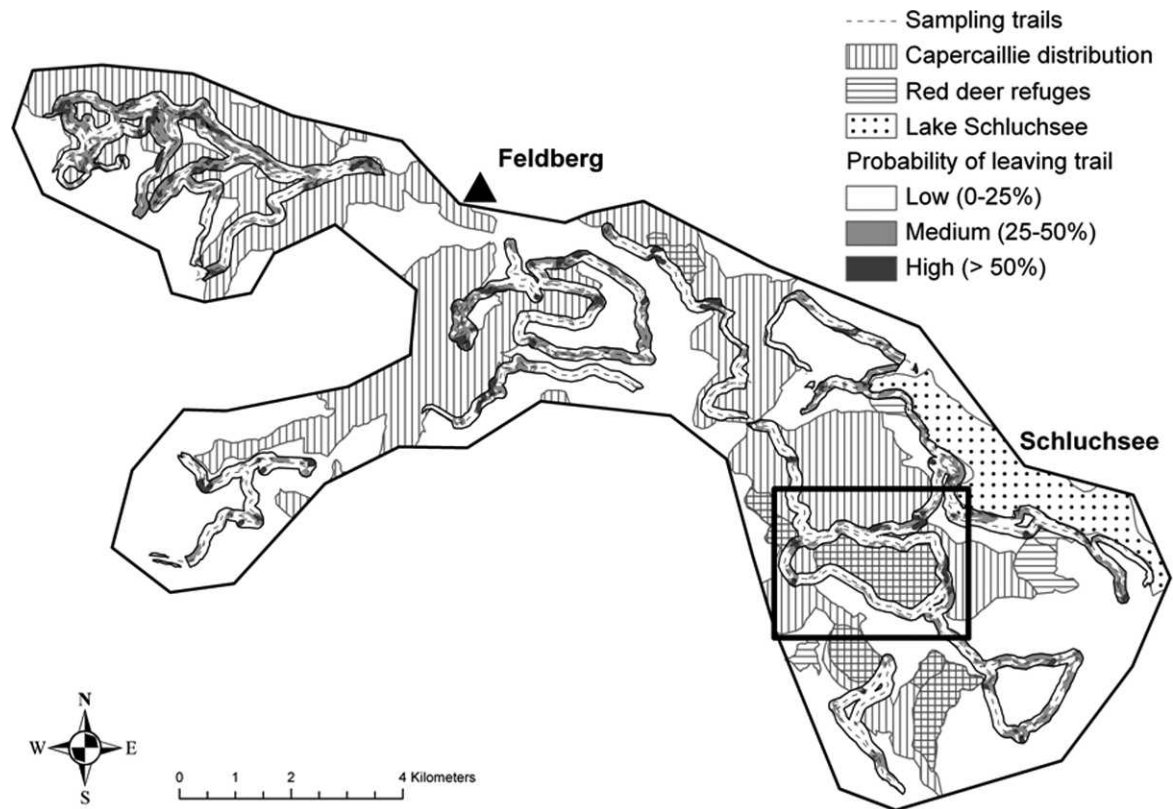 Sampling trails
Capercaillie distribution
Red deer refuges
Lake Schluchsee
Probability of leaving trail
Low (0-25%)
Medium (25-50%)
High (> 50%)
Feldberg
Schluchsee
N
W E
S
0 1 2 4 Kilometers